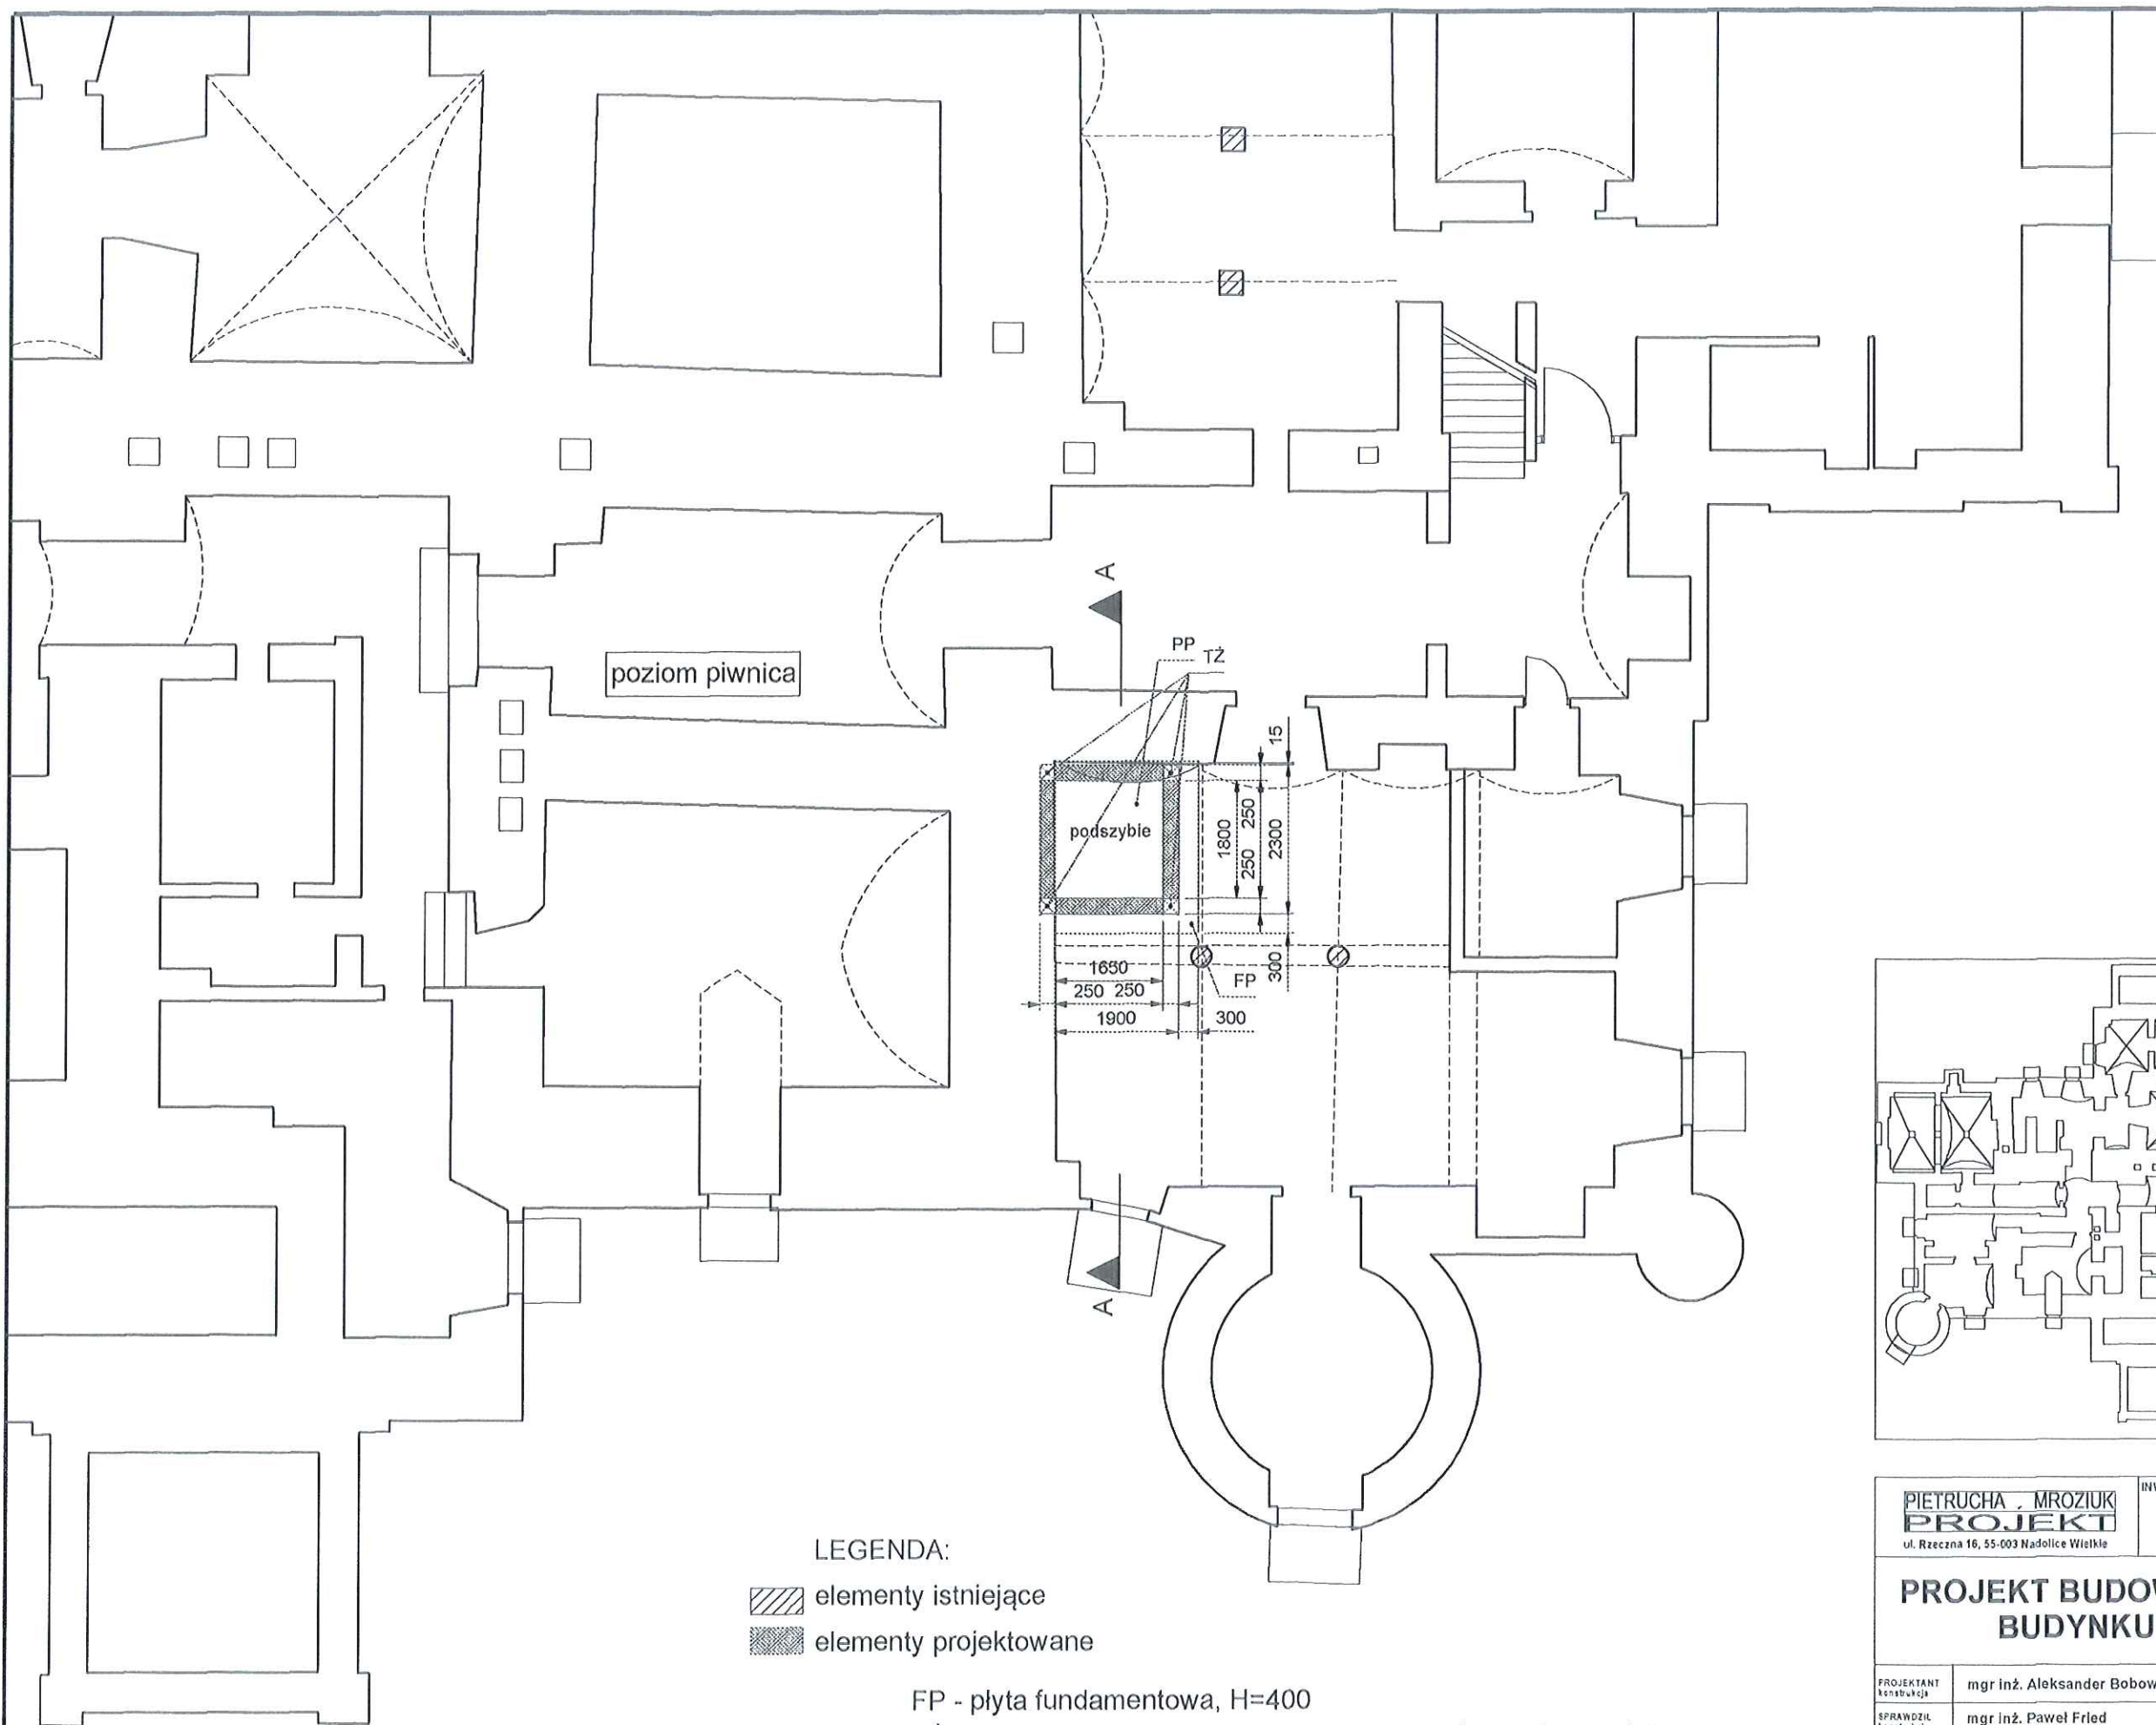 A
PP
TŻ
poziom piwnica
15
podszybie
1800
250 250
2300
300
1650
250 250
FP
1900
300
A
LEGENDA:
elementy istniejące
elementy projektowane
FP - płyta fundamentowa, H=400
PIETRUCHA . MROZIUK
PROJEKT
ul. Rzeczna 16, 55-003 Nadolice Wielkie
PROJEKT BUDOW
BUDYNKU
PROJEKTANT
konstrukcja
mgr inż. Aleksander Bobow
SPRAWDZIŁ
mgr inż. Paweł Fried